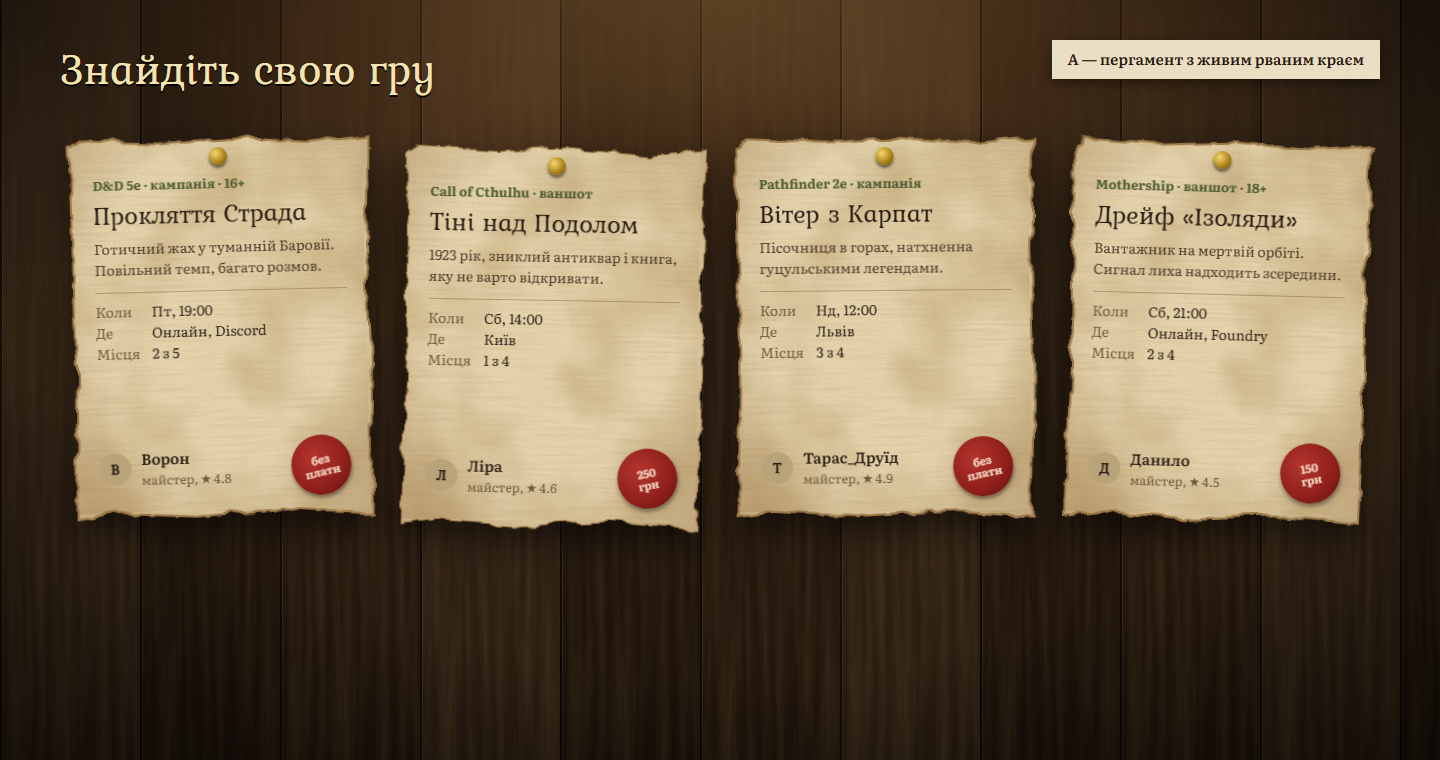 Знайдіть свою гру
А — пергамент з живим рваним краєм
D&D 5e · кампанія · 16+
Прокляття Страда
Готичний жах у туманній Баровії.
Повільний темп, багато розмов.
Коли Пт, 19:00
Де Онлайн, Discord
Місця 2 з 5
В
Ворон
майстер, ★ 4.8
без
плати
Call of Cthulhu · ваншот
Тіні над Подолом
1923 рік, зниклий антиквар і книга,
яку не варто відкривати.
Коли Сб, 14:00
Де Київ
Місця 1 з 4
Л
Ліра
майстер, ★ 4.6
250
грн
Pathfinder 2e · кампанія
Вітер з Карпат
Пісочниця в горах, натхненна
гуцульськими легендами.
Коли Нд, 12:00
Де Львів
Місця 3 з 4
Т
Тарас_Друїд
майстер, ★ 4.9
без
плати
Mothership · ваншот · 18+
Дрейф «Ізоляди»
Вантажник на мертвій орбіті.
Сигнал лиха надходить зсередини.
Коли Сб, 21:00
Де Онлайн, Foundry
Місця 2 з 4
Д
Данило
майстер, ★ 4.5
150
грн